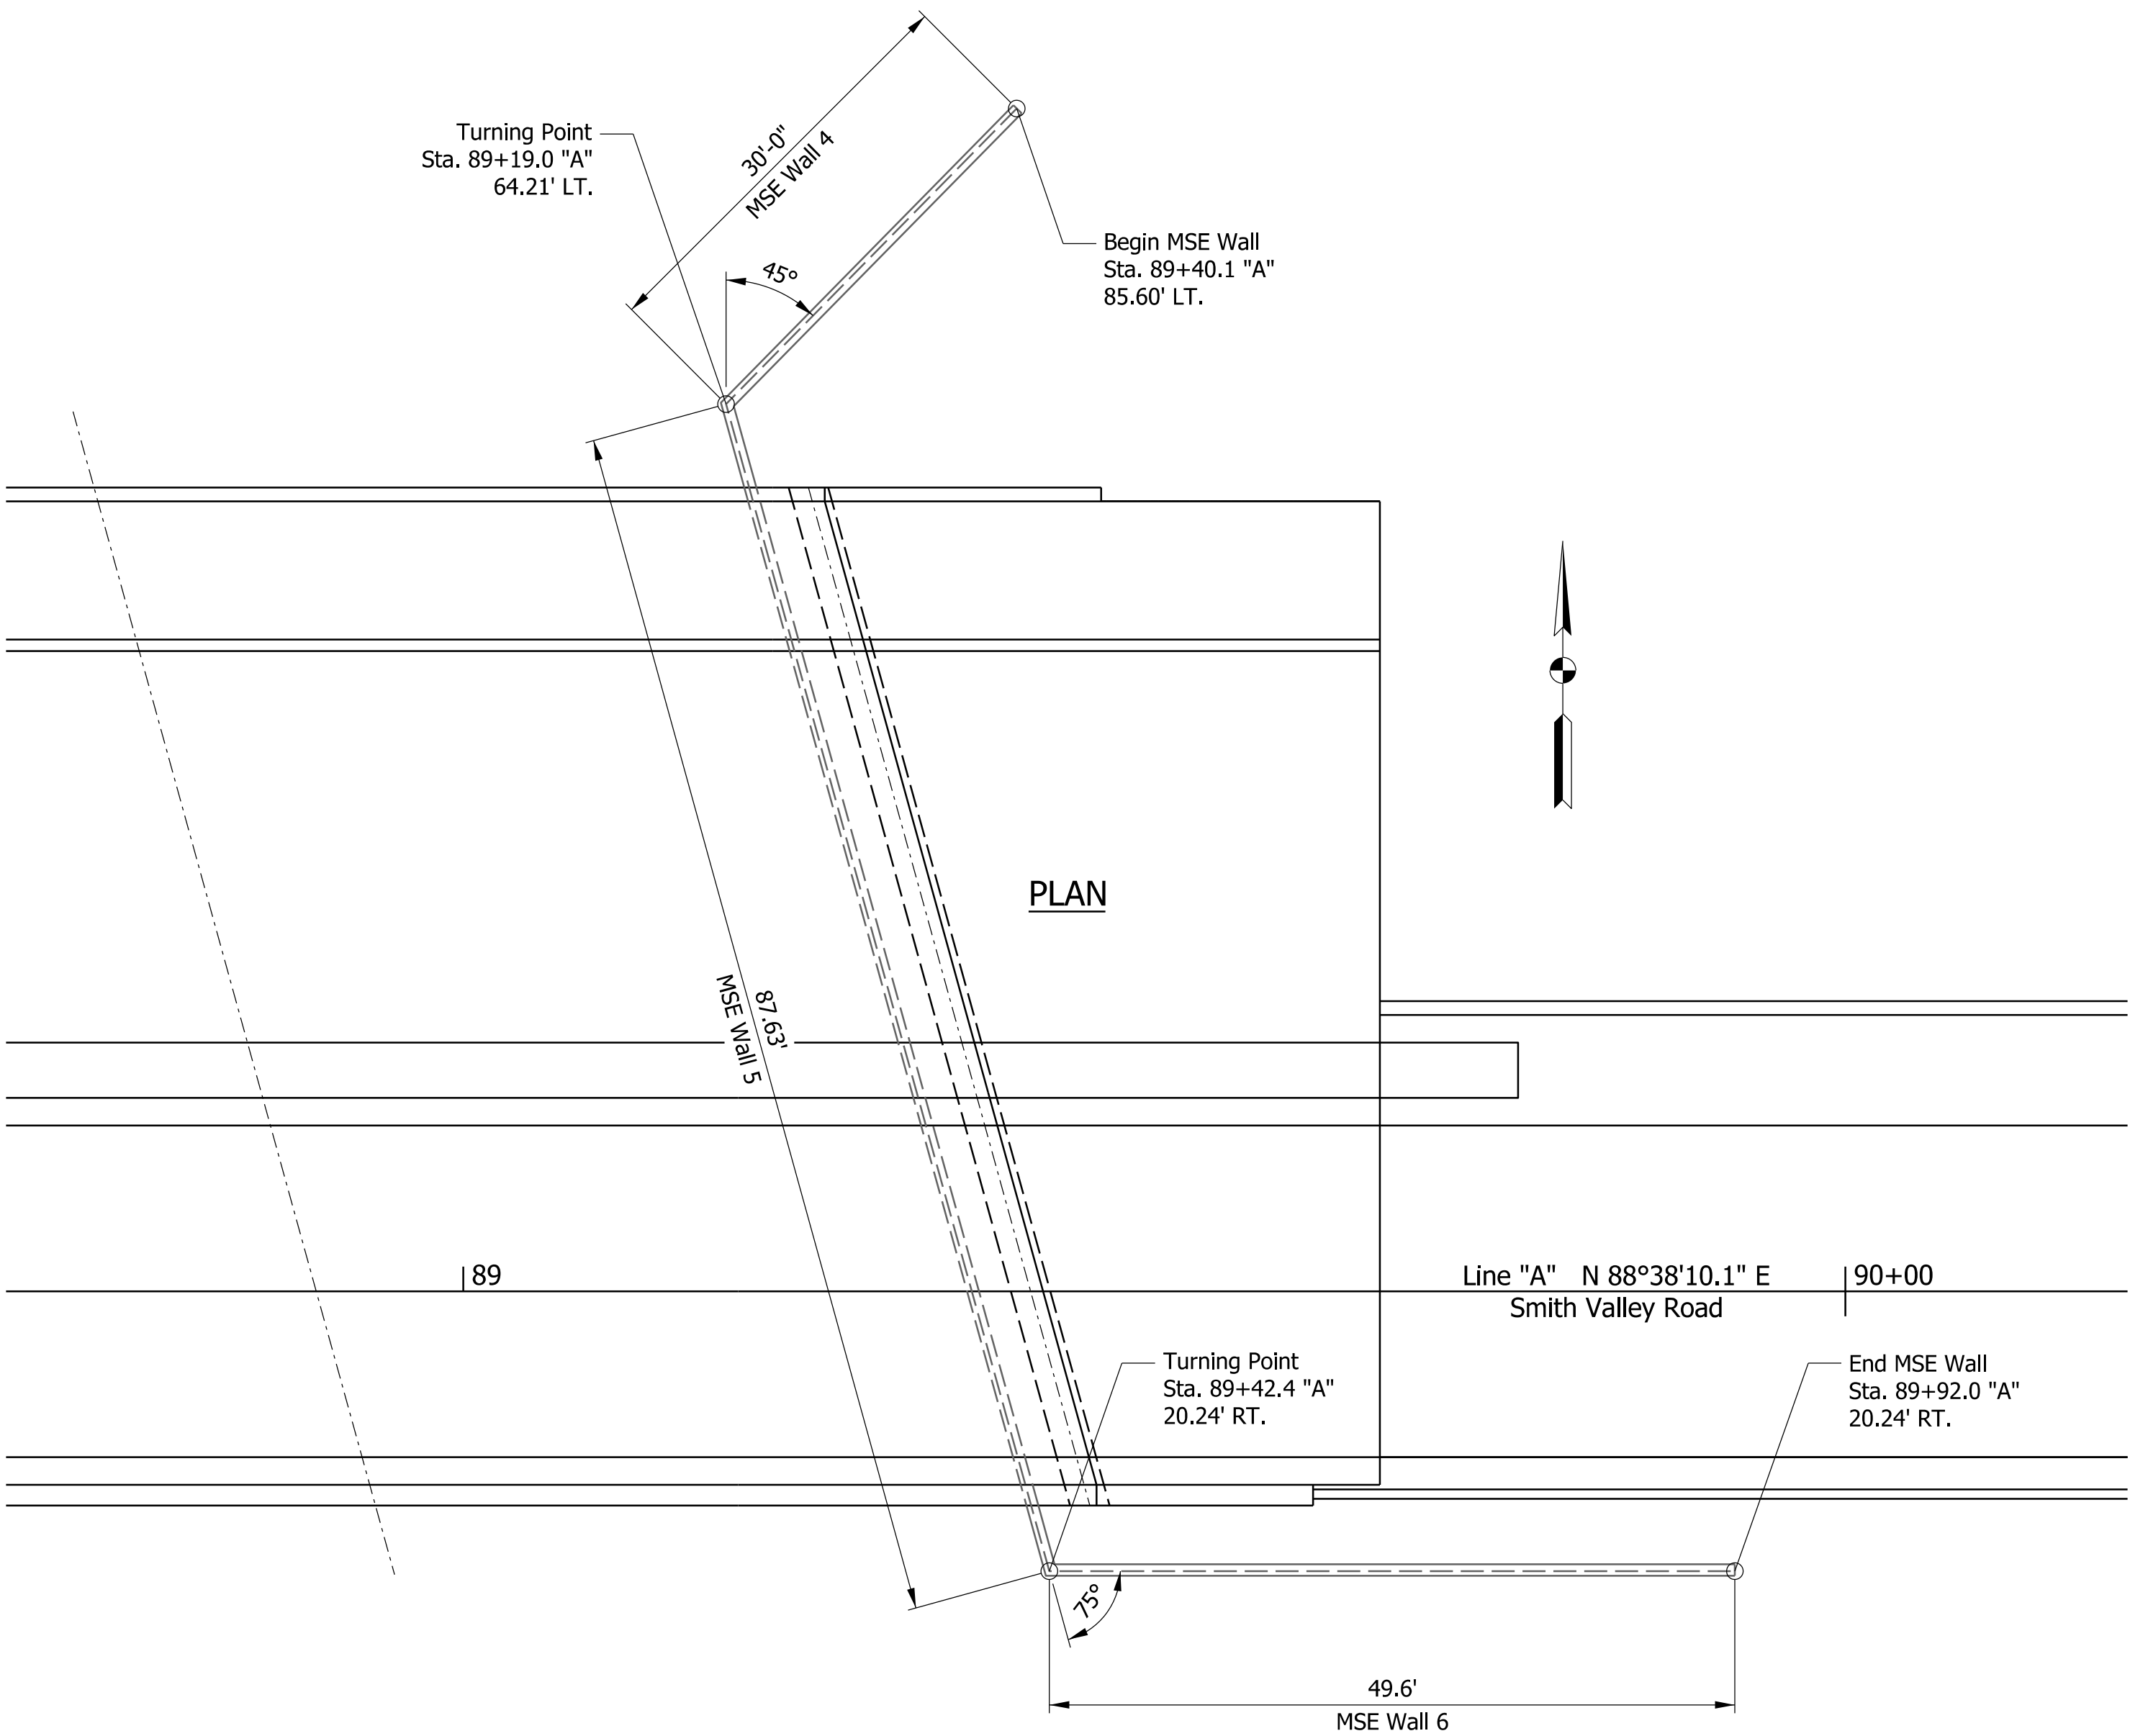 Turning Point
Sta. 89+19.0 "A"
64.21' LT.
30'-0"
MSE Wall 4
45°
Begin MSE Wall
Sta. 89+40.1 "A"
85.60' LT.
PLAN
87.63'
MSE Wall 5
89
Line "A" N 88°38'10.1" E
90+00
Smith Valley Road
Turning Point
Sta. 89+42.4 "A"
20.24' RT.
End MSE Wall
Sta. 89+92.0 "A"
20.24' RT.
75°
49.6'
MSE Wall 6